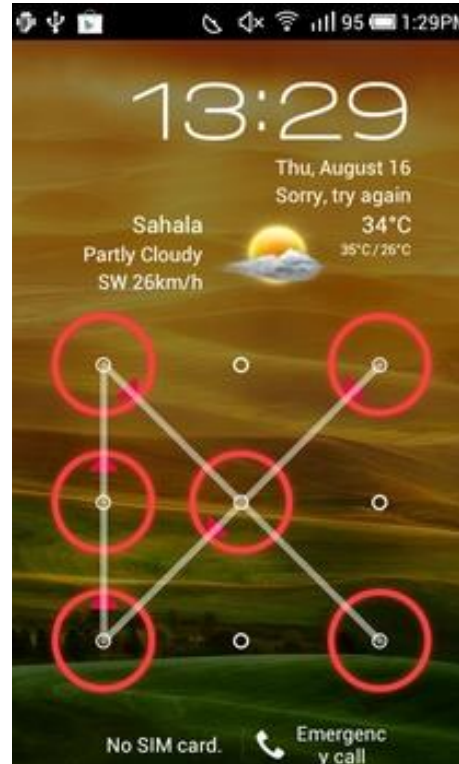 95 1:29PM
13:29
Thu, August 16
Sorry, try again
Sahala
34°C
Partly Cloudy
35°C/26°C
SW 26km/h
No SIM card.
Emergenc
y call